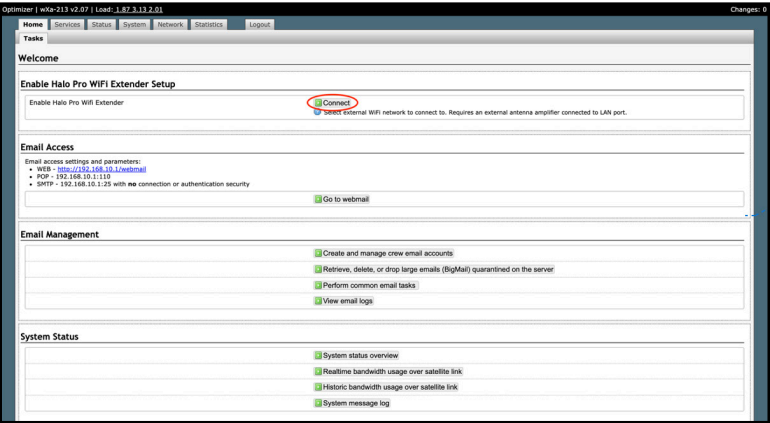 Optimizer | wXa-213 v2.07 | Load: 1.87 3.13 2.01
Changes: 0
Home Services Status System Network Statistics Logout
Tasks
Welcome
Enable Halo Pro WiFi Extender Setup
Enable Halo Pro Wifi Extender
Connect
Select external WiFi network to connect to. Requires an external antenna amplifier connected to LAN port.
Email Access
Email access settings and parameters:
• WEB - http://192.168.10.1/webmail
• POP - 192.168.10.1:110
• SMTP - 192.168.10.1:25 with no connection or authentication security
Go to webmail
Email Management
Create and manage crew email accounts
Retrieve, delete, or drop large emails (BigMail) quarantined on the server
Perform common email tasks
View email logs
System Status
System status overview
Realtime bandwidth usage over satellite link
Historic bandwidth usage over satellite link
System message log